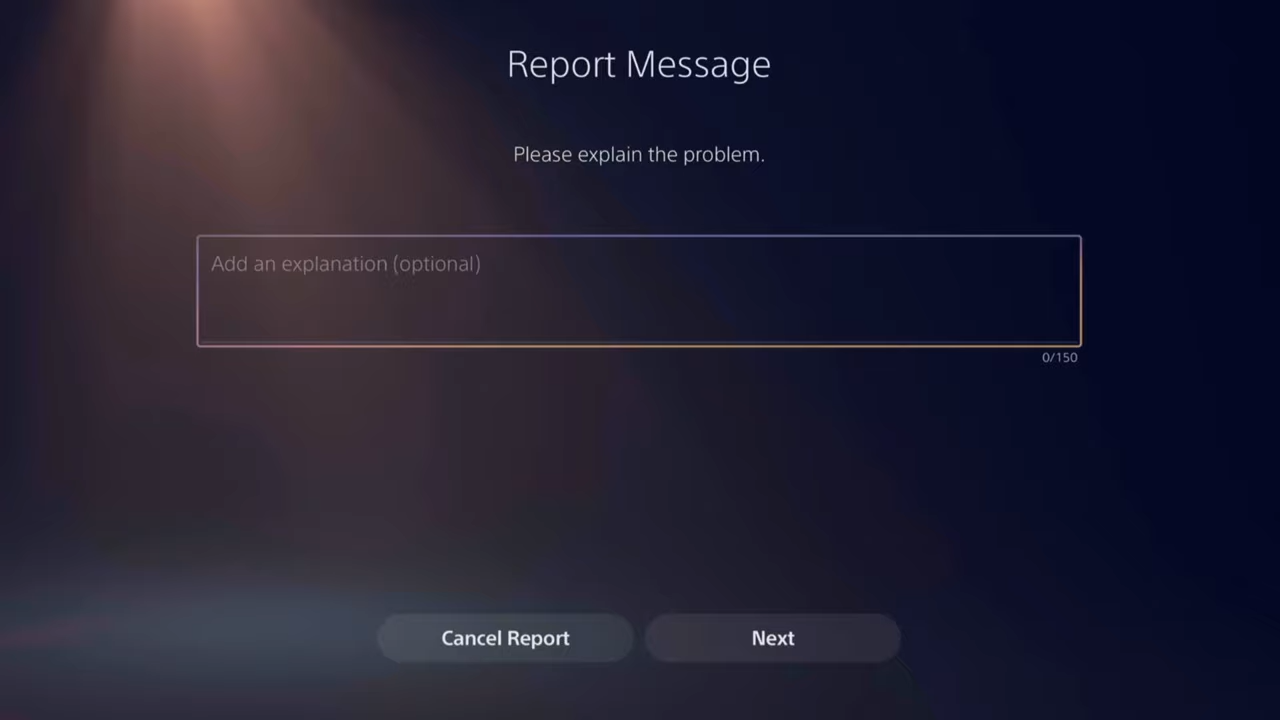 Report Message
Please explain the problem.
Add an explanation (optional)
0/150
Cancel Report
Next